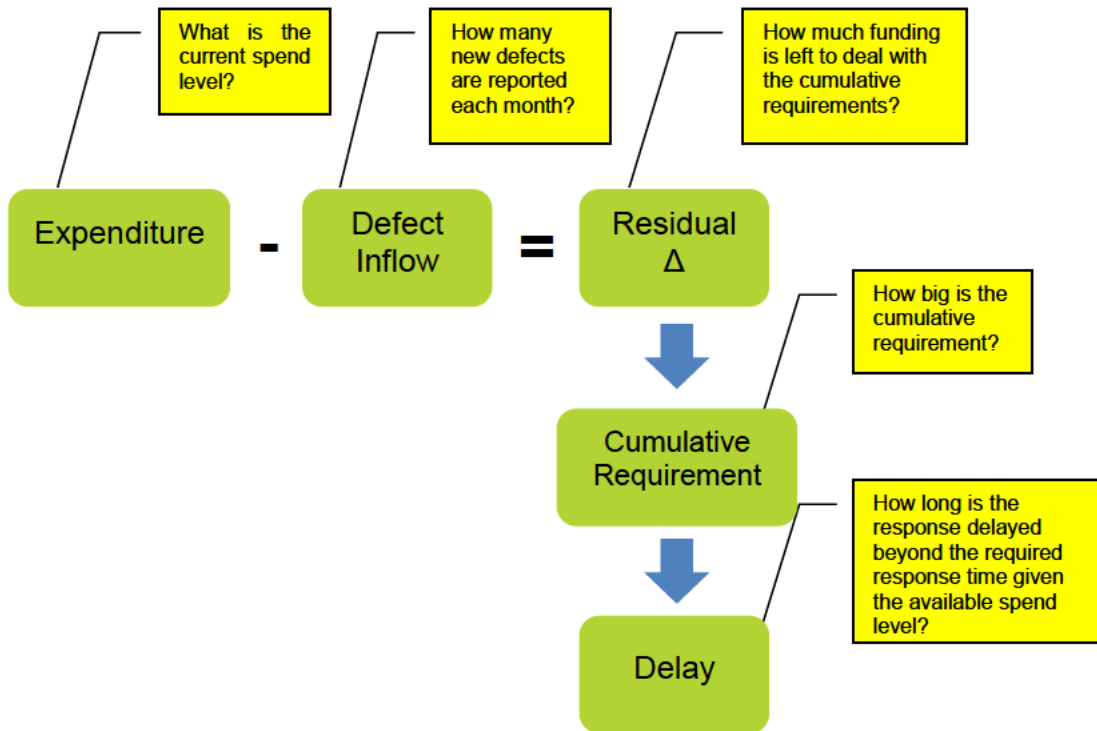 What is the
current spend
level?
How many
new defects
are reported
each month?
How much funding
is left to deal with
the cumulative
requirements?
Expenditure
-
Defect
Inflow
=
Residual
Δ
How big is the
cumulative
requirement?
Cumulative
Requirement
How long is the
response delayed
beyond the required
response time given
the available spend
level?
Delay